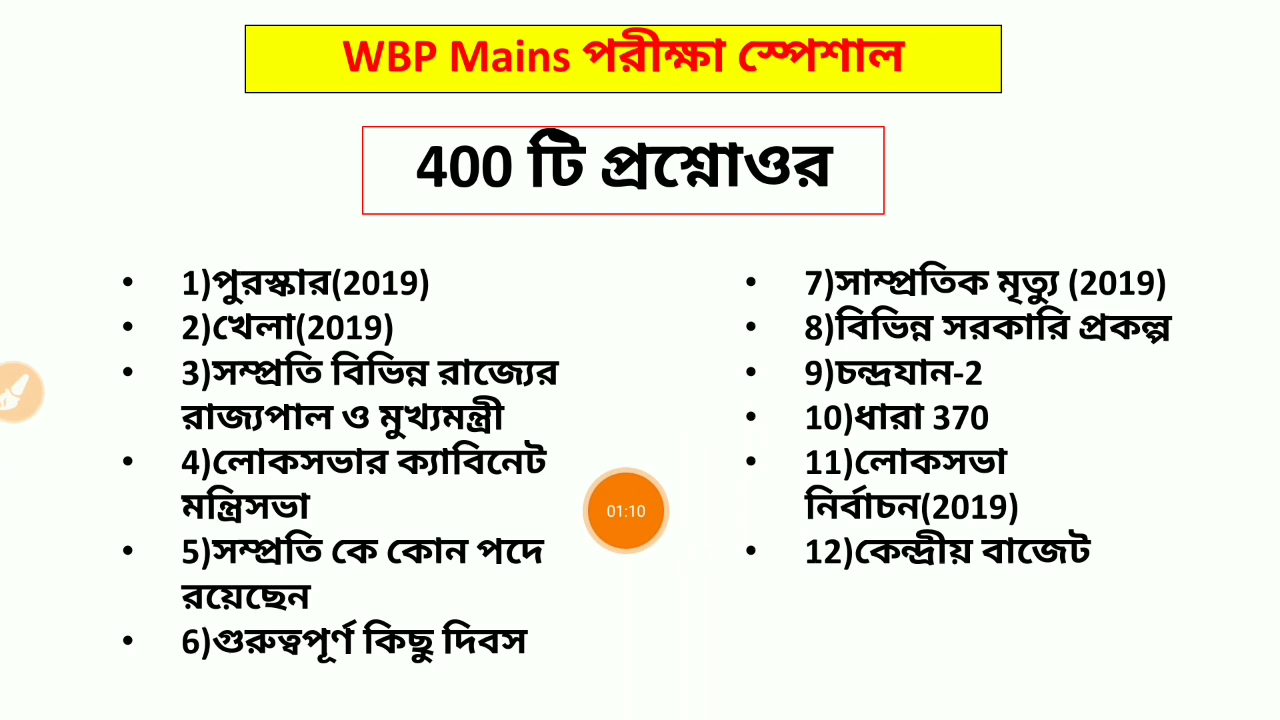 WBP Mains পরীক্ষা স্পেশাল
400 টি প্রশ্নোওর
• 1)পুরস্কার(2019)
• 2)খেলা(2019)
• 3)সম্প্রতি বিভিন্ন রাজ্যের
রাজ্যপাল ও মুখ্যমন্ত্রী
• 4)লোকসভার ক্যাবিনেট
মন্ত্রিসভা
• 5)সম্প্রতি কে কোন পদে
রয়েছেন
• 6)গুরুত্বপূর্ণ কিছু দিবস
• 7)সাম্প্রতিক মৃত্যু (2019)
• 8)বিভিন্ন সরকারি প্রকল্প
• 9)চন্দ্রযান-2
• 10)ধারা 370
• 11)লোকসভা
নির্বাচন(2019)
• 12)কেন্দ্রীয় বাজেট
01:10